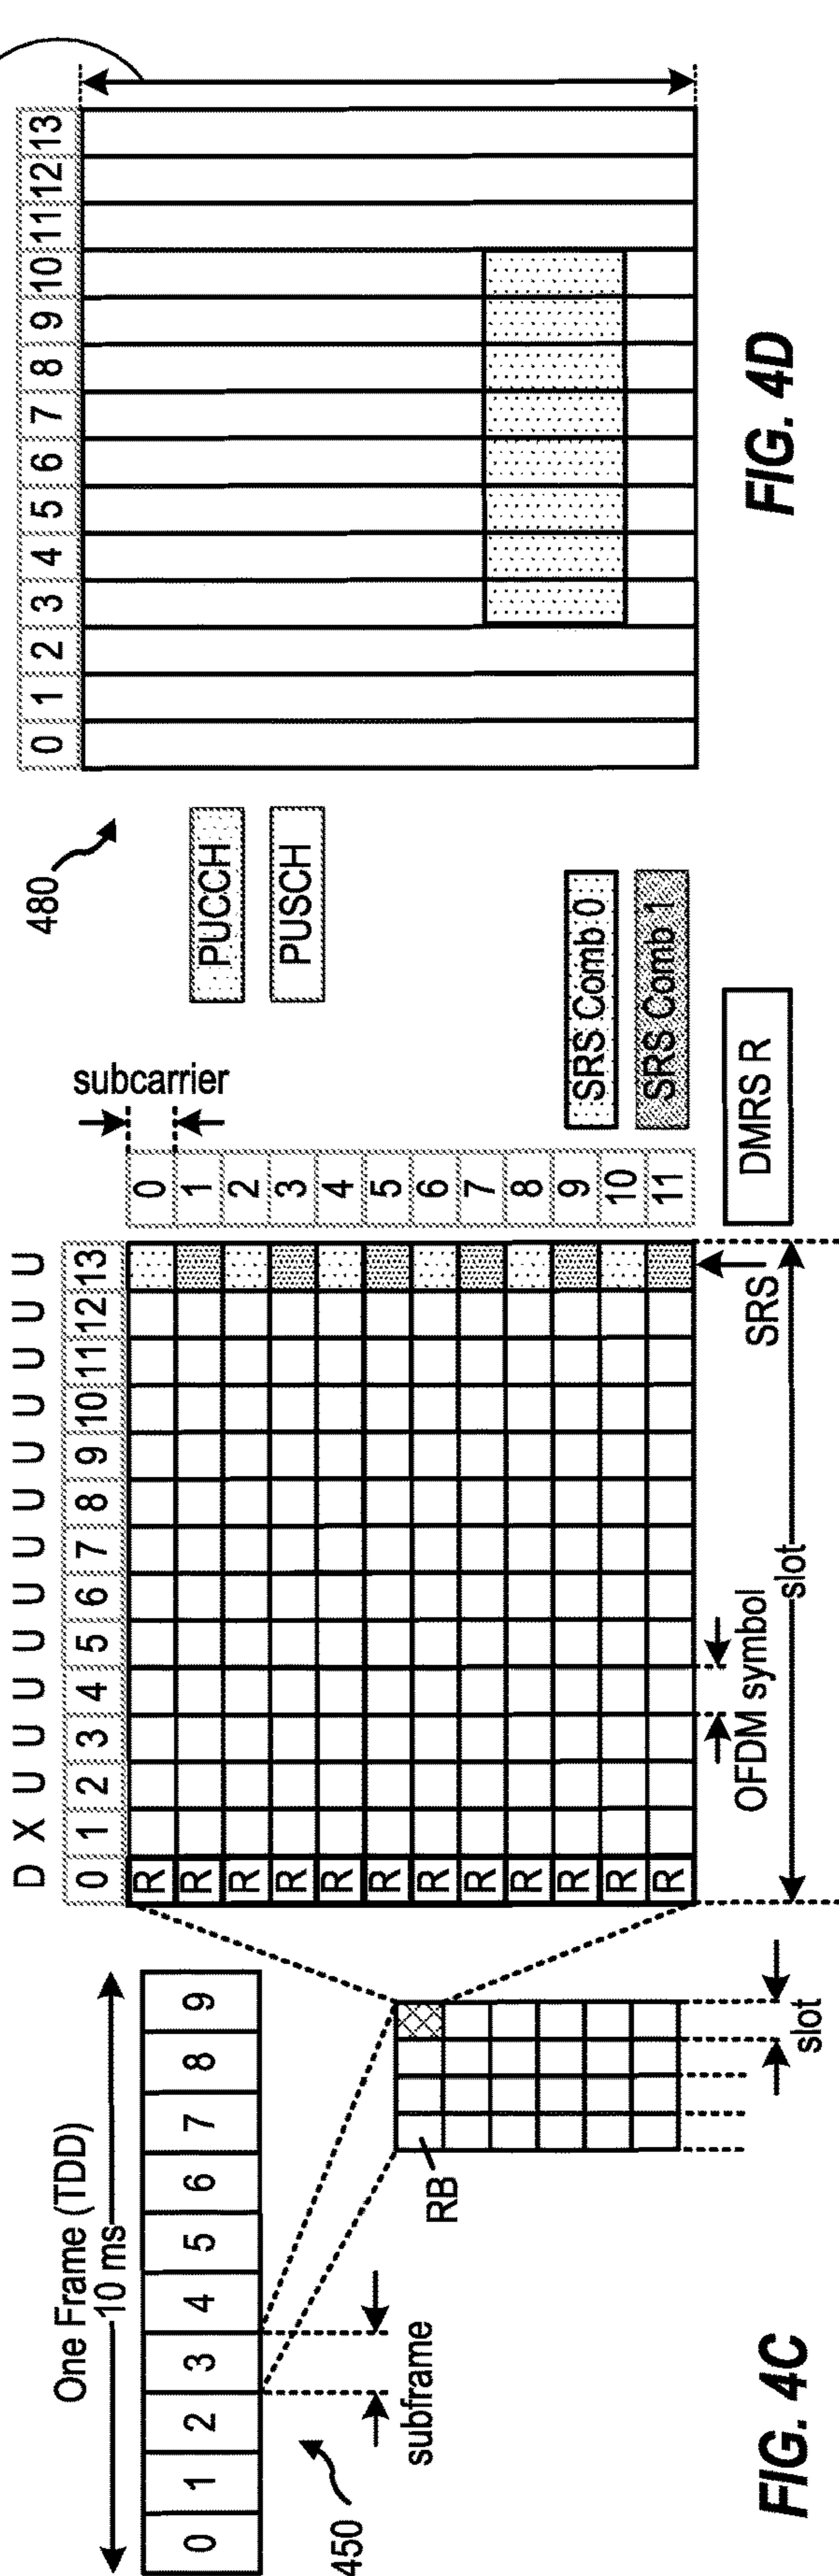 One Frame (TDD)
10 ms
0 1 2 3 4 5 6 7 8 9
subframe
450
RB
slot
FIG. 4C
D X U U U U U U U U U U U U
0 1 2 3 4 5 6 7 8 9 10 11 12 13
R
R
R
R
R
R
R
R
R
R
R
R
subcarrier
0
1
2
3
4
5
6
7
8
9
10
11
OFDM symbol
SRS
slot
SRS Comb 0
SRS Comb 1
DMRS R
480
PUCCH
PUSCH
0 1 2 3 4 5 6 7 8 9 10 11 12 13
FIG. 4D